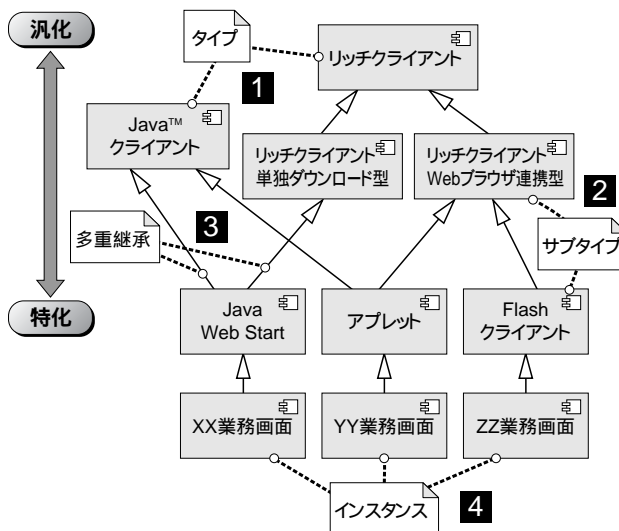 汎化
タイプ
リッチクライアント
1
Java™
クライアント
リッチクライアント
単独ダウンロード型
リッチクライアント
Webブラウザ連携型
2
多重継承
3
サブタイプ
特化
Java
Web Start
アプレット
Flash
クライアント
XX業務画面
YY業務画面
ZZ業務画面
インスタンス
4